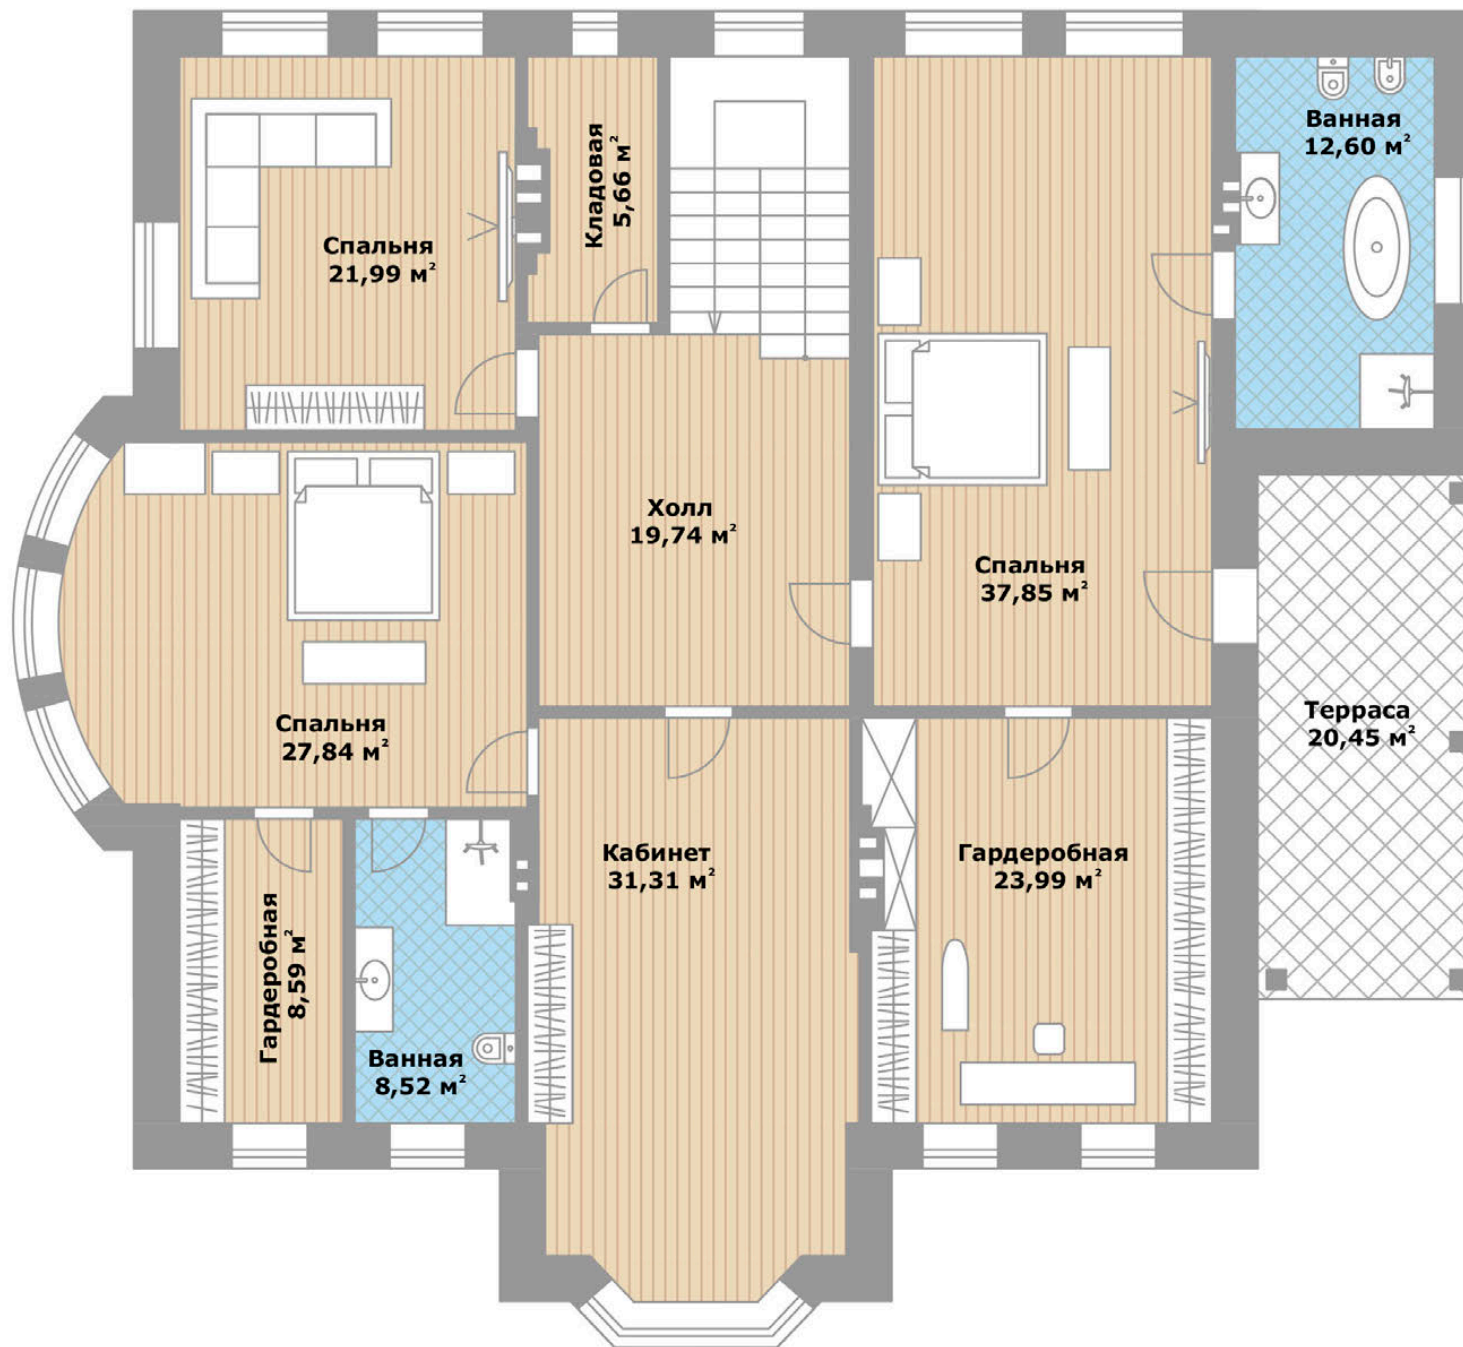 Ванная
12,60 м²
Кладовая
5,66 м²
Спальня
21,99 м²
Холл
19,74 м²
Спальня
37,85 м²
Спальня
27,84 м²
Терраса
20,45 м²
Кабинет
31,31 м²
Гардеробная
23,99 м²
Гардеробная
8,59 м²
Ванная
8,52 м²